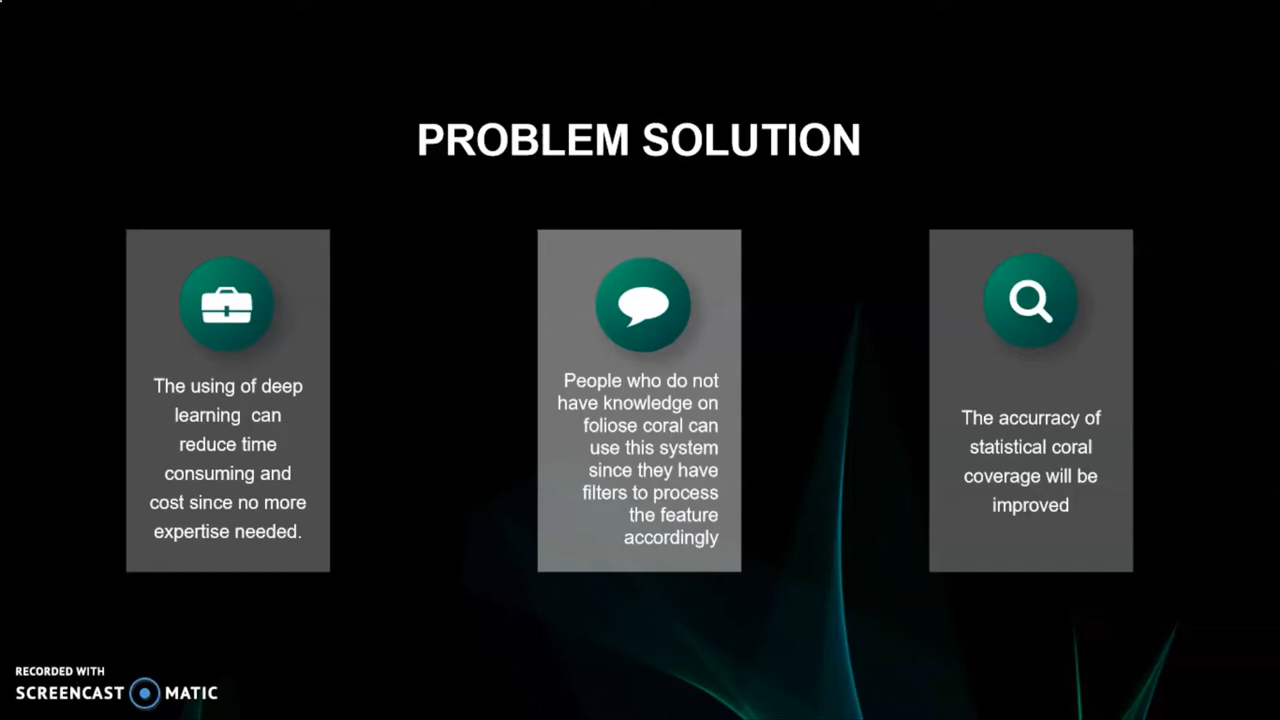 PROBLEM SOLUTION
The using of deep
learning can
reduce time
consuming and
cost since no more
expertise needed.
People who do not
have knowledge on
foliose coral can
use this system
since they have
filters to process
the feature
accordingly
The accurracy of
statistical coral
coverage will be
improved
RECORDED WITH
SCREENCAST MATIC